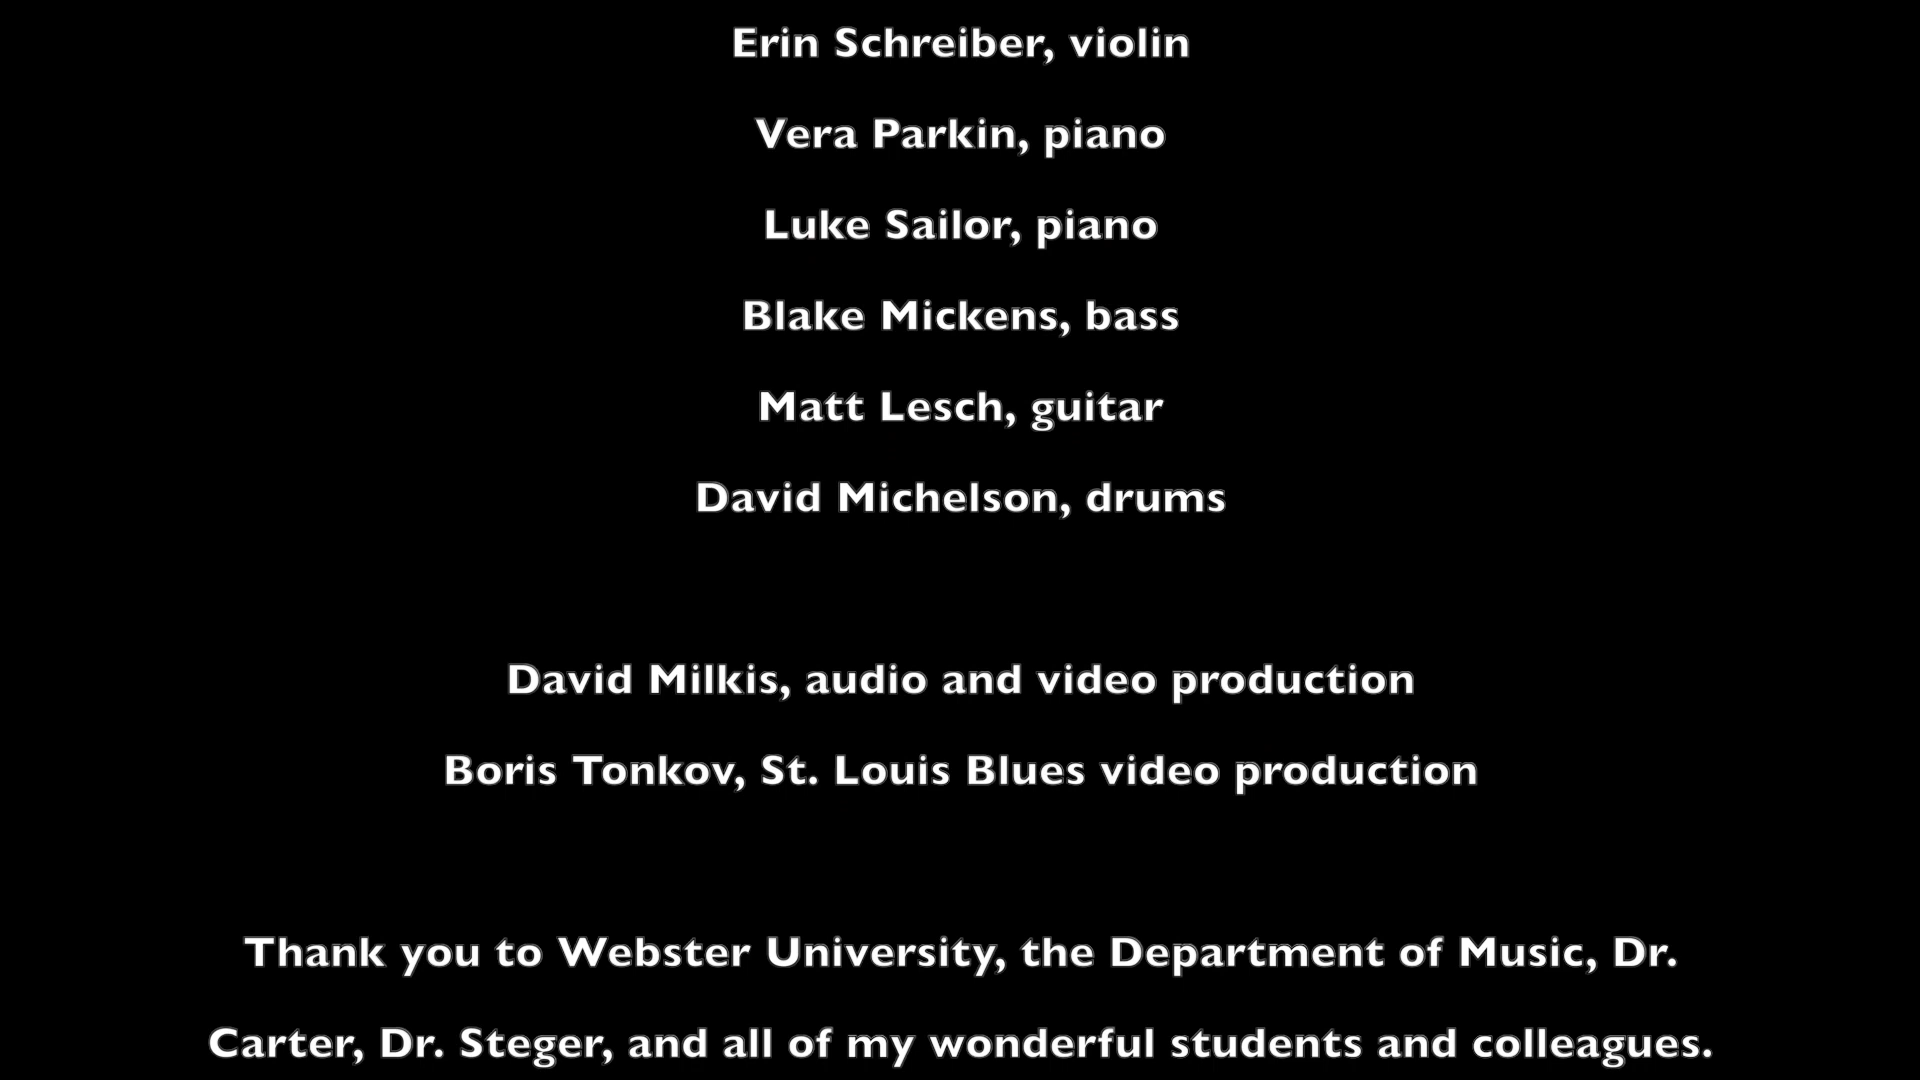 Erin Schreiber, violin
Vera Parkin, piano
Luke Sailor, piano
Blake Mickens, bass
Matt Lesch, guitar
David Michelson, drums
David Milkis, audio and video production
Boris Tonkov, St. Louis Blues video production
Thank you to Webster University, the Department of Music, Dr.
Carter, Dr. Steger, and all of my wonderful students and colleagues.